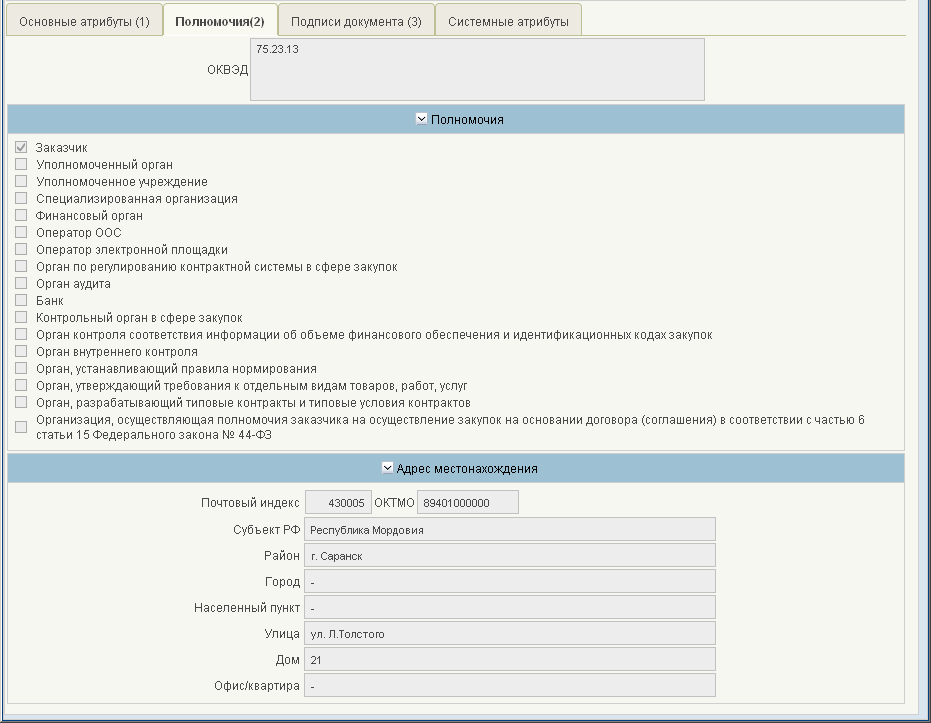 Основные атрибуты (1) Полномочия(2) Подписи документа (3) Системные атрибуты
75.23.13
ОКВЭД
Полномочия
Заказчик
Уполномоченный орган
Уполномоченное учреждение
Специализированная организация
Финансовый орган
Оператор ООС
Оператор электронной площадки
Орган по регулированию контрактной системы в сфере закупок
Орган аудита
Банк
Контрольный орган в сфере закупок
Орган контроля соответствия информации об объеме финансового обеспечения и идентификационных кодах закупок
Орган внутреннего контроля
Орган, устанавливающий правила нормирования
Орган, утверждающий требования к отдельным видам товаров, работ, услуг
Орган, разрабатывающий типовые контракты и типовые условия контрактов
Организация, осуществляющая полномочия заказчика на осуществление закупок на основании договора (соглашения) в соответствии с частью 6
статьи 15 Федерального закона № 44-ФЗ
Адрес местонахождения
Почтовый индекс 430005 ОКТМО 89401000000
Субъект РФ Республика Мордовия
Район г. Саранск
Город -
Населенный пункт -
Улица ул. Л.Толстого
Дом 21
Офис/квартира -